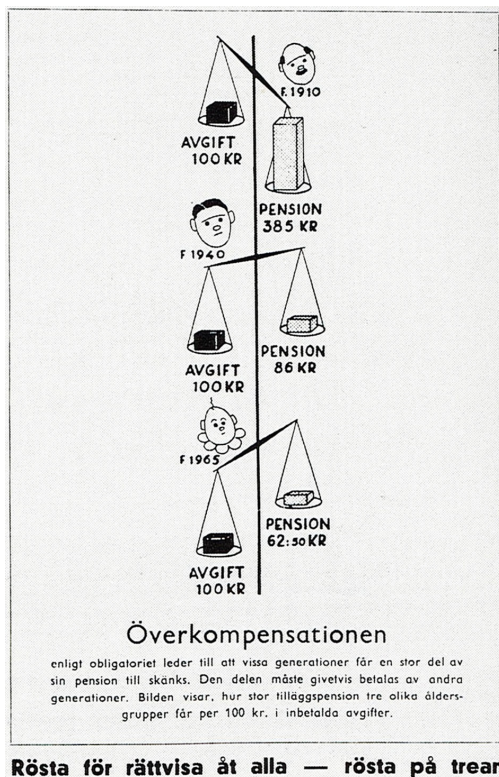 F. 1910
AVGIFT
100 KR
PENSION
385 KR
F 1940
AVGIFT
100 KR
PENSION
86 KR
F 1965
AVGIFT
100 KR
PENSION
62:50 KR
Överkompensationen
enligt obligatoriet leder till att vissa generationer får en stor del av
sin pension till skänks. Den delen måste givetvis betalas av andra
generationer. Bilden visar, hur stor tilläggspension tre olika ålders-
grupper får per 100 kr. i inbetalda avgifter.
Rösta för rättvisa åt alla — rösta på trean